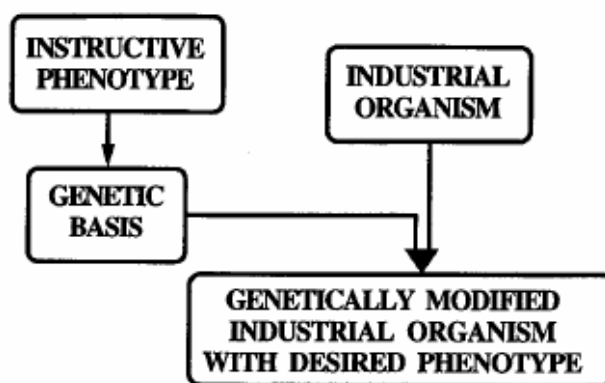 INSTRUCTIVE
PHENOTYPE
INDUSTRIAL
ORGANISM
GENETIC
BASIS
GENETICALLY MODIFIED
INDUSTRIAL ORGANISM
WITH DESIRED PHENOTYPE